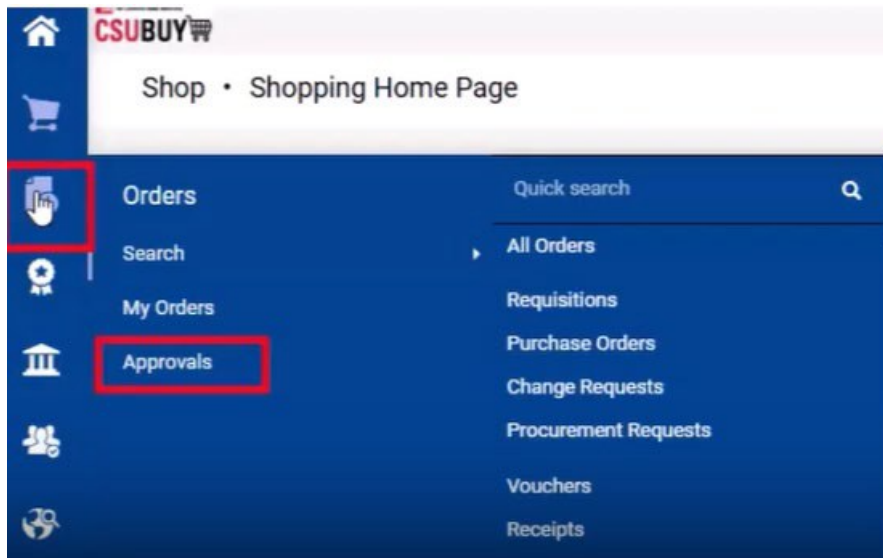 CSUBUY
Shop • Shopping Home Page
Orders
Search
My Orders
Approvals
Quick search
All Orders
Requisitions
Purchase Orders
Change Requests
Procurement Requests
Vouchers
Receipts